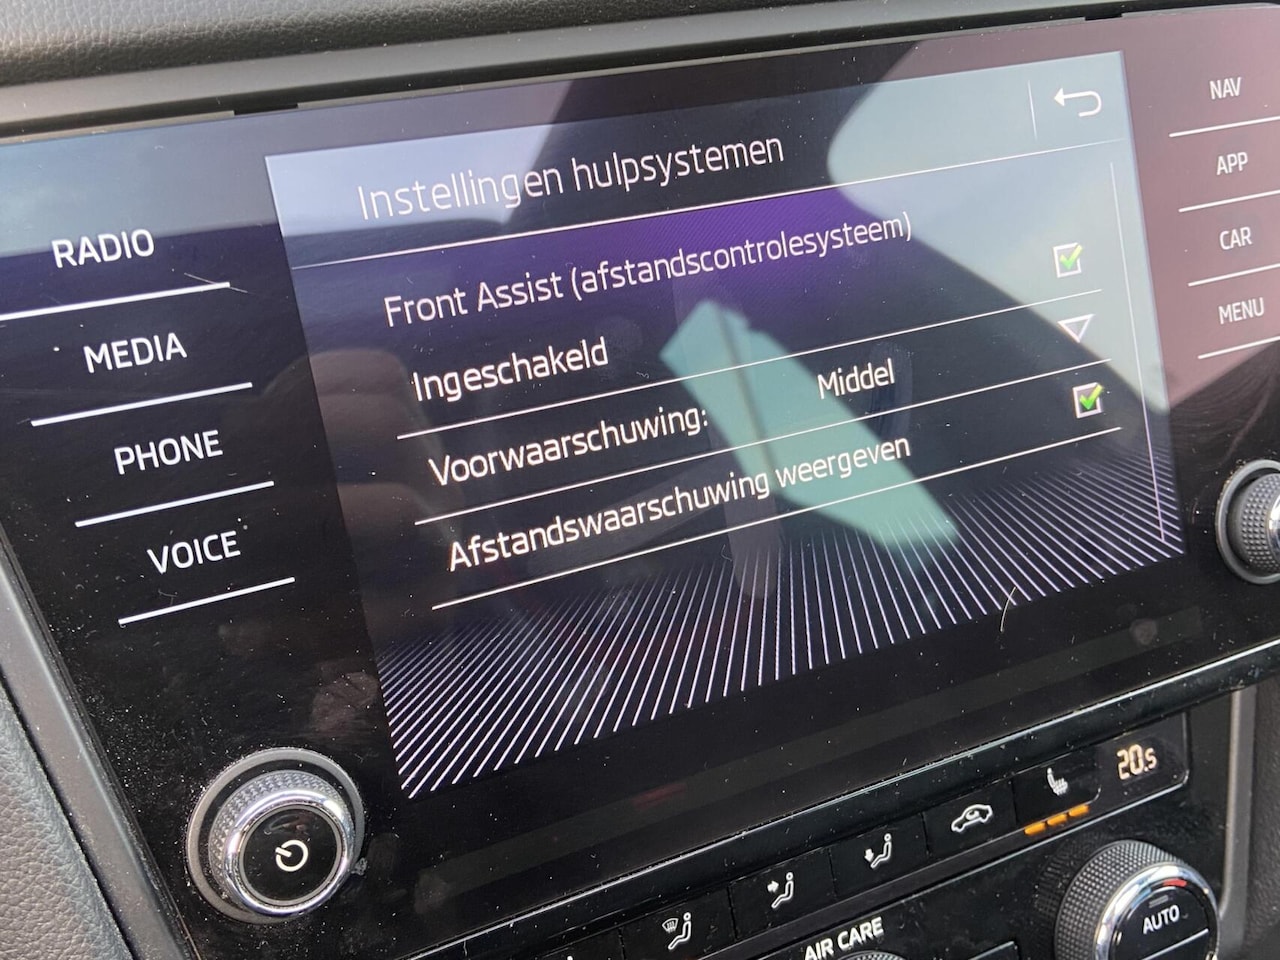 Instellingen hulpsystemen
Front Assist (afstandscontrolesysteem)
Ingeschakeld
Voorwaarschuwing: Middel
Afstandswaarschuwing weergeven
RADIO
MEDIA
PHONE
VOICE
NAV
APP
CAR
MENU
20.5
AUTO
AIR CARE